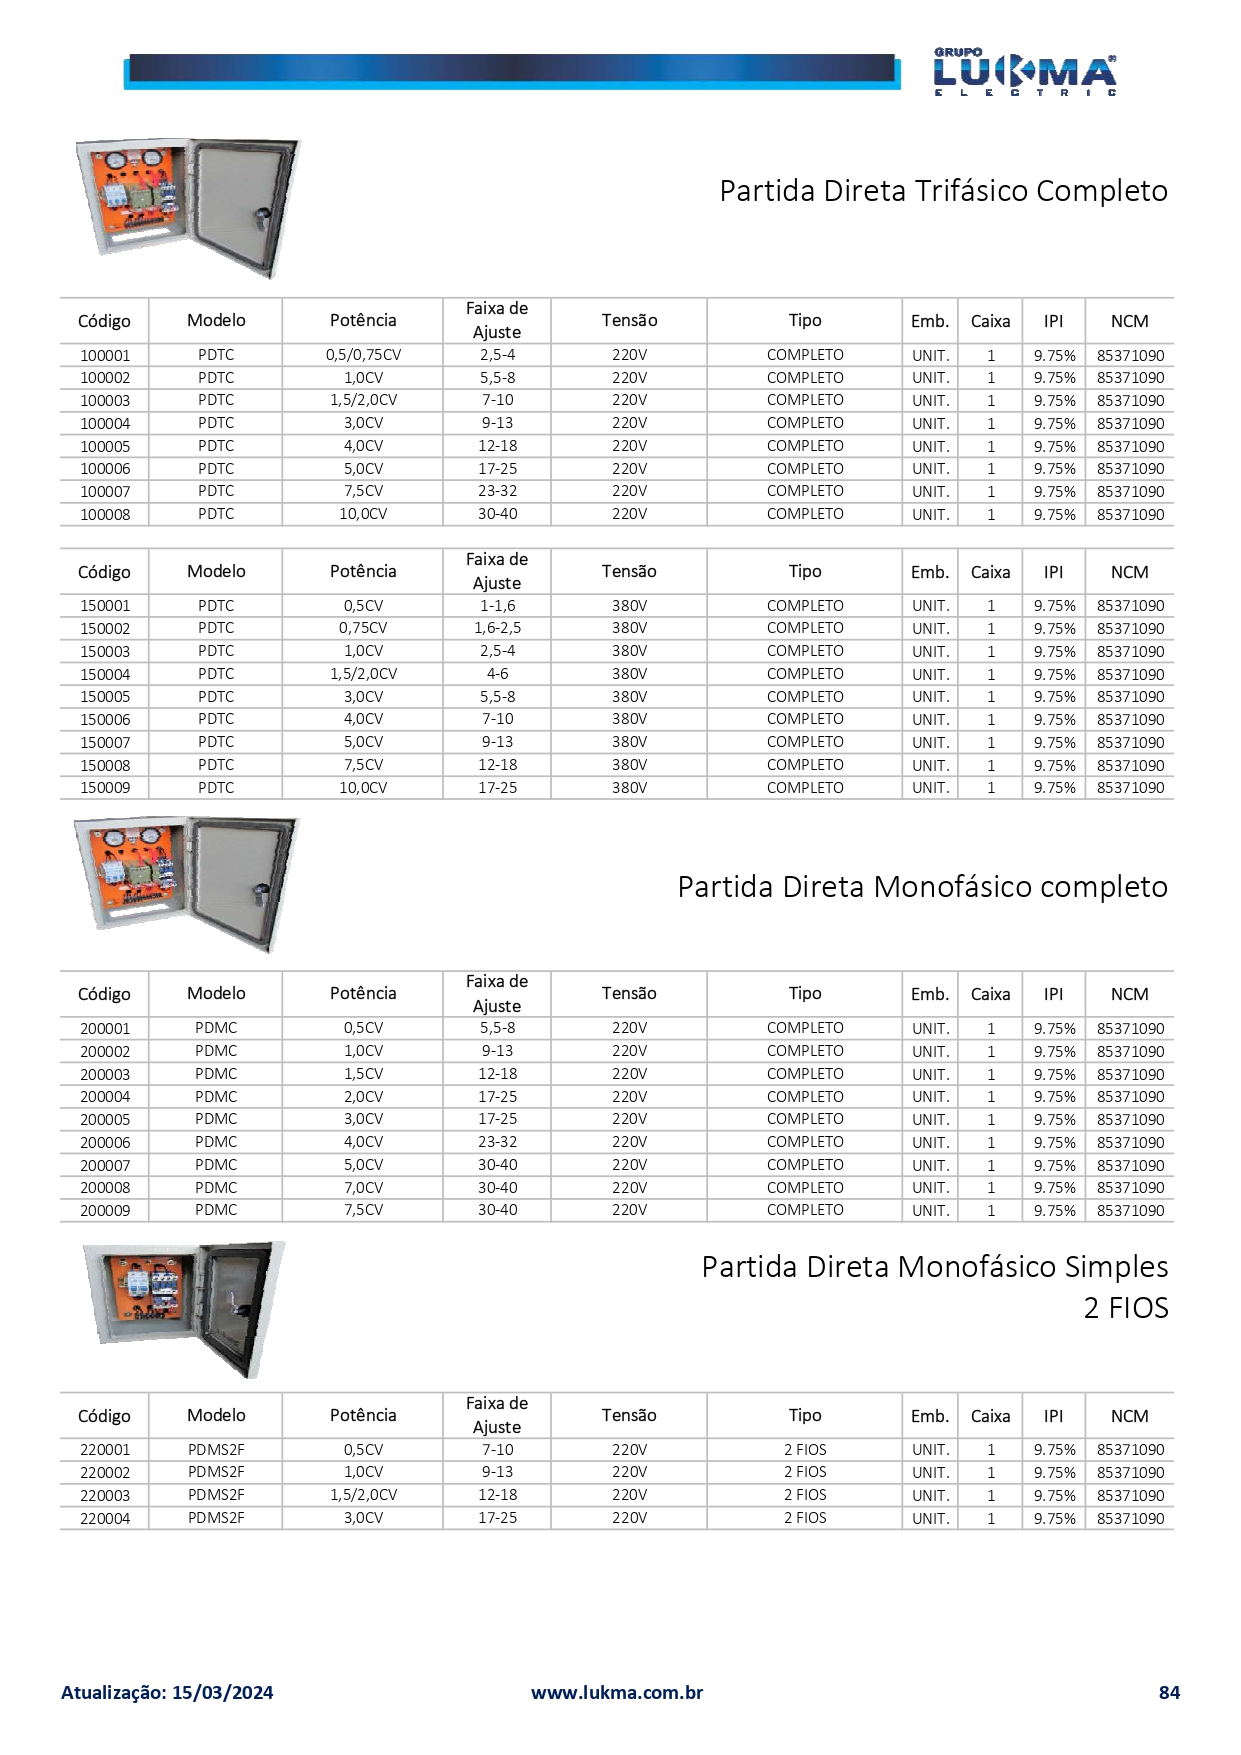 GRUPO
LUKMA®
ELECTRIC
Partida Direta Trifásico Completo
Código Modelo Potência Faixa de Ajuste Tensão Tipo Emb. Caixa IPI NCM
100001 PDTC 0,5/0,75CV 2,5-4 220V COMPLETO UNIT. 1 9.75% 85371090
100002 PDTC 1,0CV 5,5-8 220V COMPLETO UNIT. 1 9.75% 85371090
100003 PDTC 1,5/2,0CV 7-10 220V COMPLETO UNIT. 1 9.75% 85371090
100004 PDTC 3,0CV 9-13 220V COMPLETO UNIT. 1 9.75% 85371090
100005 PDTC 4,0CV 12-18 220V COMPLETO UNIT. 1 9.75% 85371090
100006 PDTC 5,0CV 17-25 220V COMPLETO UNIT. 1 9.75% 85371090
100007 PDTC 7,5CV 23-32 220V COMPLETO UNIT. 1 9.75% 85371090
100008 PDTC 10,0CV 30-40 220V COMPLETO UNIT. 1 9.75% 85371090
Código Modelo Potência Faixa de Ajuste Tensão Tipo Emb. Caixa IPI NCM
150001 PDTC 0,5CV 1-1,6 380V COMPLETO UNIT. 1 9.75% 85371090
150002 PDTC 0,75CV 1,6-2,5 380V COMPLETO UNIT. 1 9.75% 85371090
150003 PDTC 1,0CV 2,5-4 380V COMPLETO UNIT. 1 9.75% 85371090
150004 PDTC 1,5/2,0CV 4-6 380V COMPLETO UNIT. 1 9.75% 85371090
150005 PDTC 3,0CV 5,5-8 380V COMPLETO UNIT. 1 9.75% 85371090
150006 PDTC 4,0CV 7-10 380V COMPLETO UNIT. 1 9.75% 85371090
150007 PDTC 5,0CV 9-13 380V COMPLETO UNIT. 1 9.75% 85371090
150008 PDTC 7,5CV 12-18 380V COMPLETO UNIT. 1 9.75% 85371090
150009 PDTC 10,0CV 17-25 380V COMPLETO UNIT. 1 9.75% 85371090
Partida Direta Monofásico completo
Código Modelo Potência Faixa de Ajuste Tensão Tipo Emb. Caixa IPI NCM
200001 PDMC 0,5CV 5,5-8 220V COMPLETO UNIT. 1 9.75% 85371090
200002 PDMC 1,0CV 9-13 220V COMPLETO UNIT. 1 9.75% 85371090
200003 PDMC 1,5CV 12-18 220V COMPLETO UNIT. 1 9.75% 85371090
200004 PDMC 2,0CV 17-25 220V COMPLETO UNIT. 1 9.75% 85371090
200005 PDMC 3,0CV 17-25 220V COMPLETO UNIT. 1 9.75% 85371090
200006 PDMC 4,0CV 23-32 220V COMPLETO UNIT. 1 9.75% 85371090
200007 PDMC 5,0CV 30-40 220V COMPLETO UNIT. 1 9.75% 85371090
200008 PDMC 7,0CV 30-40 220V COMPLETO UNIT. 1 9.75% 85371090
200009 PDMC 7,5CV 30-40 220V COMPLETO UNIT. 1 9.75% 85371090
Partida Direta Monofásico Simples
2 FIOS
Código Modelo Potência Faixa de Ajuste Tensão Tipo Emb. Caixa IPI NCM
220001 PDMS2F 0,5CV 7-10 220V 2 FIOS UNIT. 1 9.75% 85371090
220002 PDMS2F 1,0CV 9-13 220V 2 FIOS UNIT. 1 9.75% 85371090
220003 PDMS2F 1,5/2,0CV 12-18 220V 2 FIOS UNIT. 1 9.75% 85371090
220004 PDMS2F 3,0CV 17-25 220V 2 FIOS UNIT. 1 9.75% 85371090
Atualização: 15/03/2024 www.lukma.com.br 84